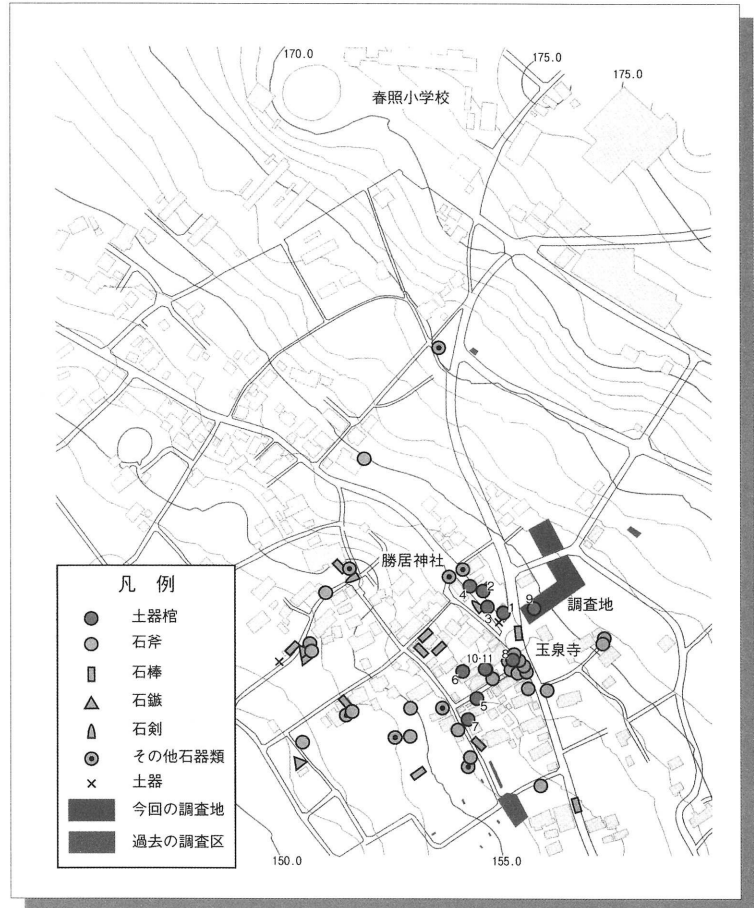 170.0
175.0
175.0
春照小学校
勝居神社
4
2
3
1
9
調査地
8
玉泉寺
10・11
6
5
7
凡 例
土器棺
石斧
石棒
石鏃
石剣
その他石器類
土器
今回の調査地
過去の調査区
150.0
155.0